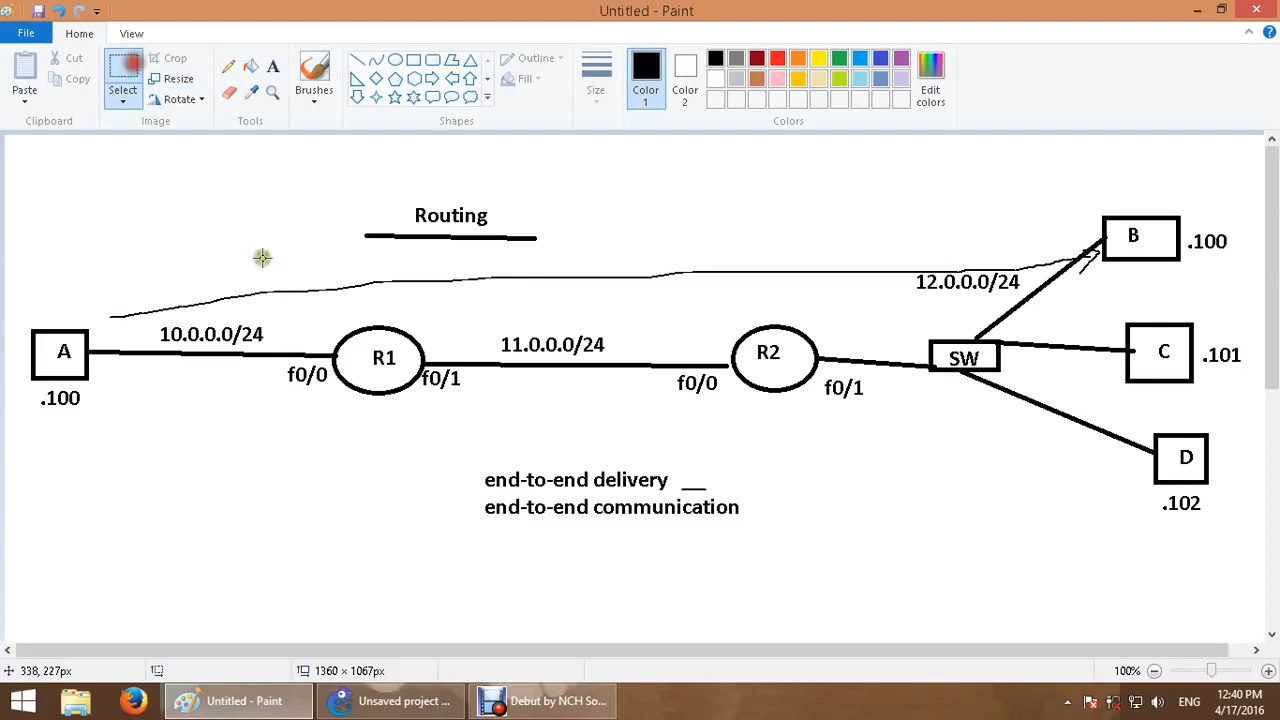 Untitled - Paint
File
Home
View
Paste
Cut
Copy
Clipboard
Select
Crop
Resize
Rotate
Image
Tools
Brushes
Outline
Fill
Shapes
Size
Color 1
Color 2
Edit colors
Colors
Routing
B
.100
12.0.0.0/24
10.0.0.0/24
11.0.0.0/24
A
R1
R2
SW
C
.101
f0/0
f0/1
f0/0
f0/1
.100
D
end-to-end delivery __
end-to-end communication
.102
338, 227px
1360 × 1067px
100%
Untitled - Paint
Unsaved project ...
Debut by NCH So...
ENG
12:40 PM
4/17/2016